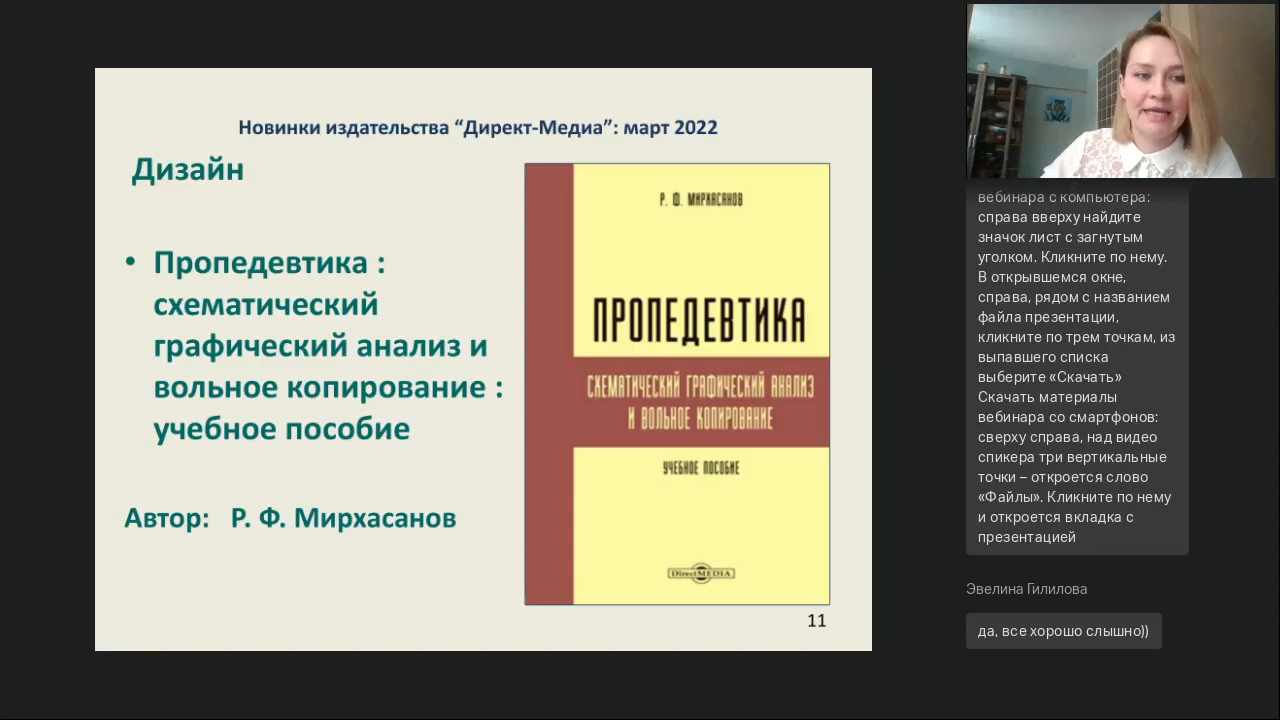 Новинки издательства “Директ-Медиа”: март 2022
Дизайн
• Пропедевтика :
схематический
графический анализ и
вольное копирование :
учебное пособие
Автор: Р. Ф. Мирхасанов
Р. Ф. МИРХАСАНОВ
ПРОПЕДЕВТИКА
СХЕМАТИЧЕСКИЙ ГРАФИЧЕСКИЙ АНАЛИЗ
И ВОЛЬНОЕ КОПИРОВАНИЕ
УЧЕБНОЕ ПОСОБИЕ
DirectMEDIA
11
вебинара с компьютера:
справа вверху найдите
значок лист с загнутым
уголком. Кликните по нему.
В открывшемся окне,
справа, рядом с названием
файла презентации,
кликните по трем точкам, из
выпавшего списка
выберите «Скачать»
Скачать материалы
вебинара со смартфонов:
сверху справа, над видео
спикера три вертикальные
точки – откроется слово
«Файлы». Кликните по нему
и откроется вкладка с
презентацией
Эвелина Гилилова
да, все хорошо слышно))